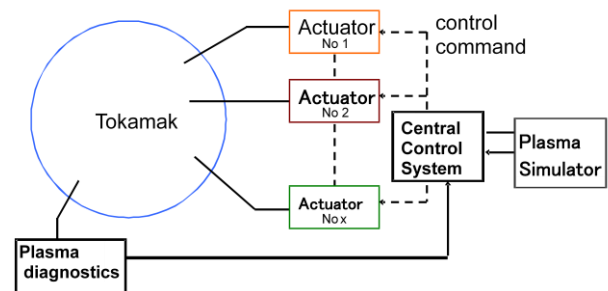 Actuator
No 1
control
command
Actuator
No 2
Tokamak
Central
Control
System
Plasma
Simulator
Actuator
No x
Plasma
diagnostics